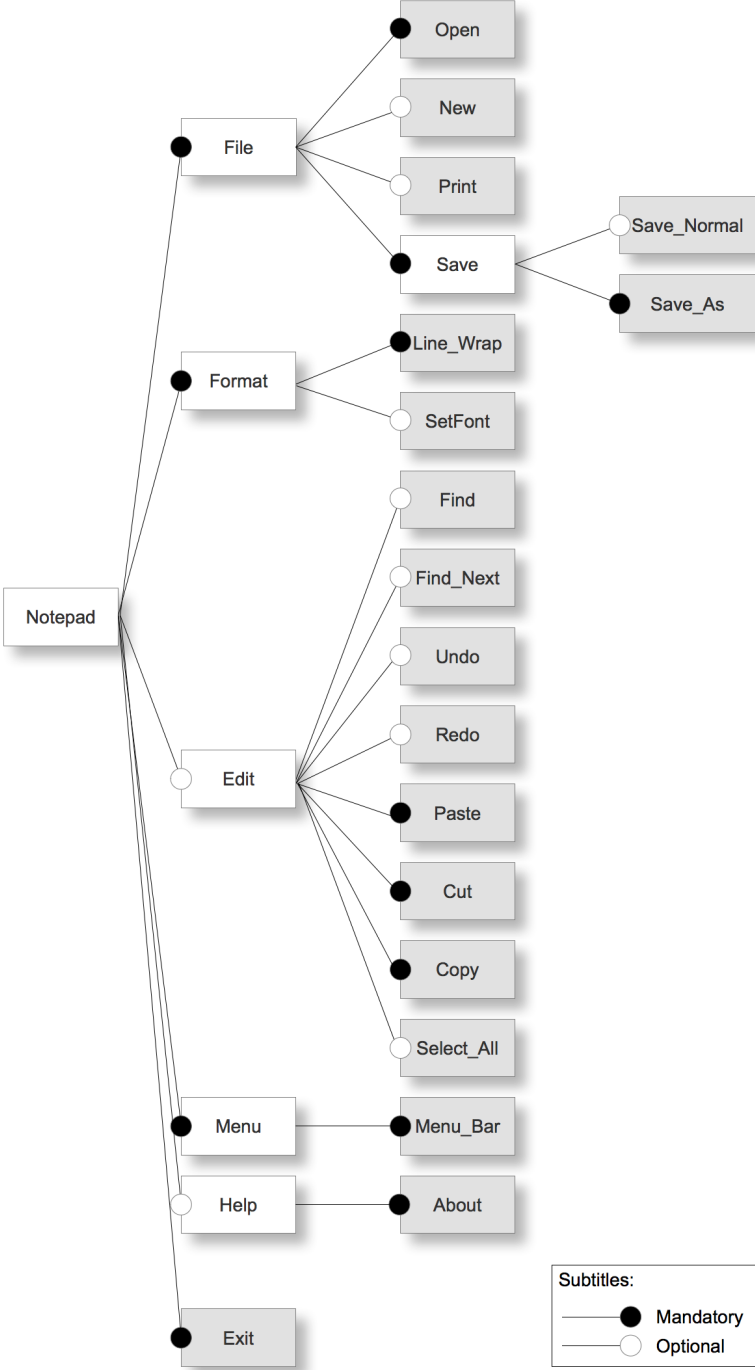 Open
New
File
Print
Save_Normal
Save
Save_As
Line_Wrap
Format
SetFont
Find
Find_Next
Notepad
Undo
Redo
Edit
Paste
Cut
Copy
Select_All
Menu
Menu_Bar
Help
About
Subtitles:
Mandatory
Exit
Optional